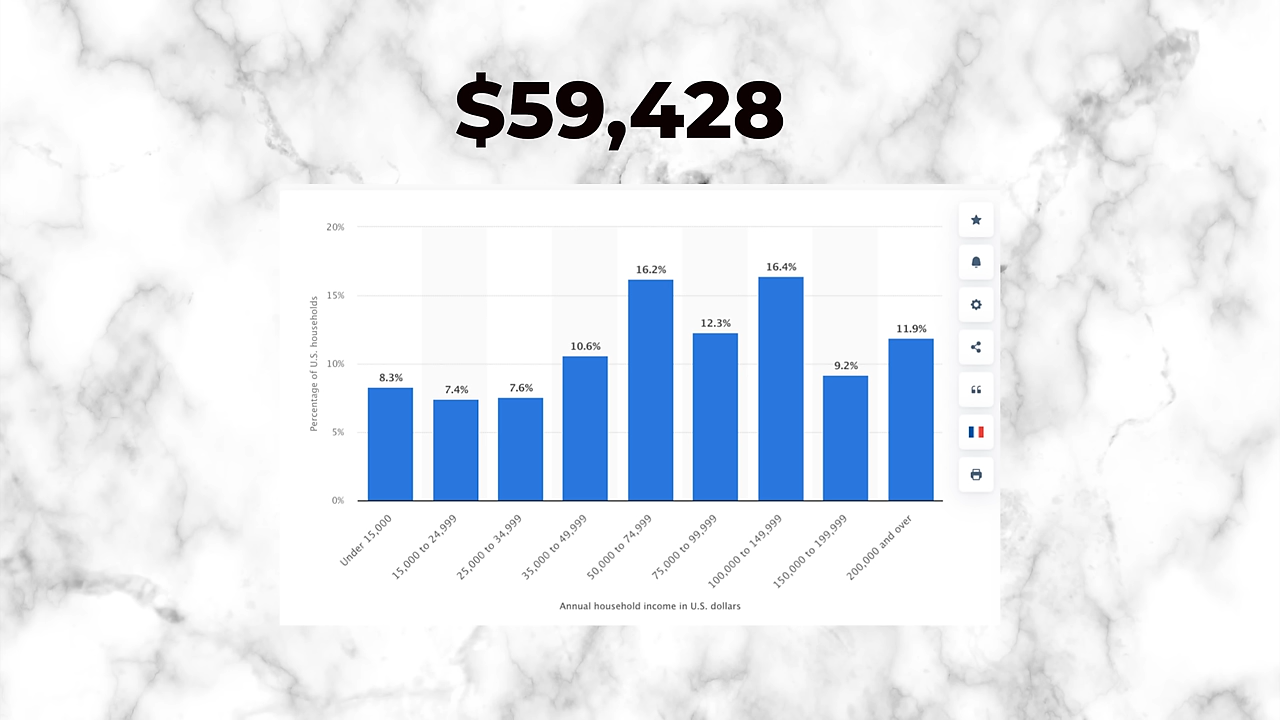 $59,428
20%
15%
10%
5%
0%
Percentage of U.S. households
8.3%
7.4%
7.6%
10.6%
16.2%
12.3%
16.4%
9.2%
11.9%
Under 15,000
15,000 to 24,999
25,000 to 34,999
35,000 to 49,999
50,000 to 74,999
75,000 to 99,999
100,000 to 149,999
150,000 to 199,999
200,000 and over
Annual household income in U.S. dollars